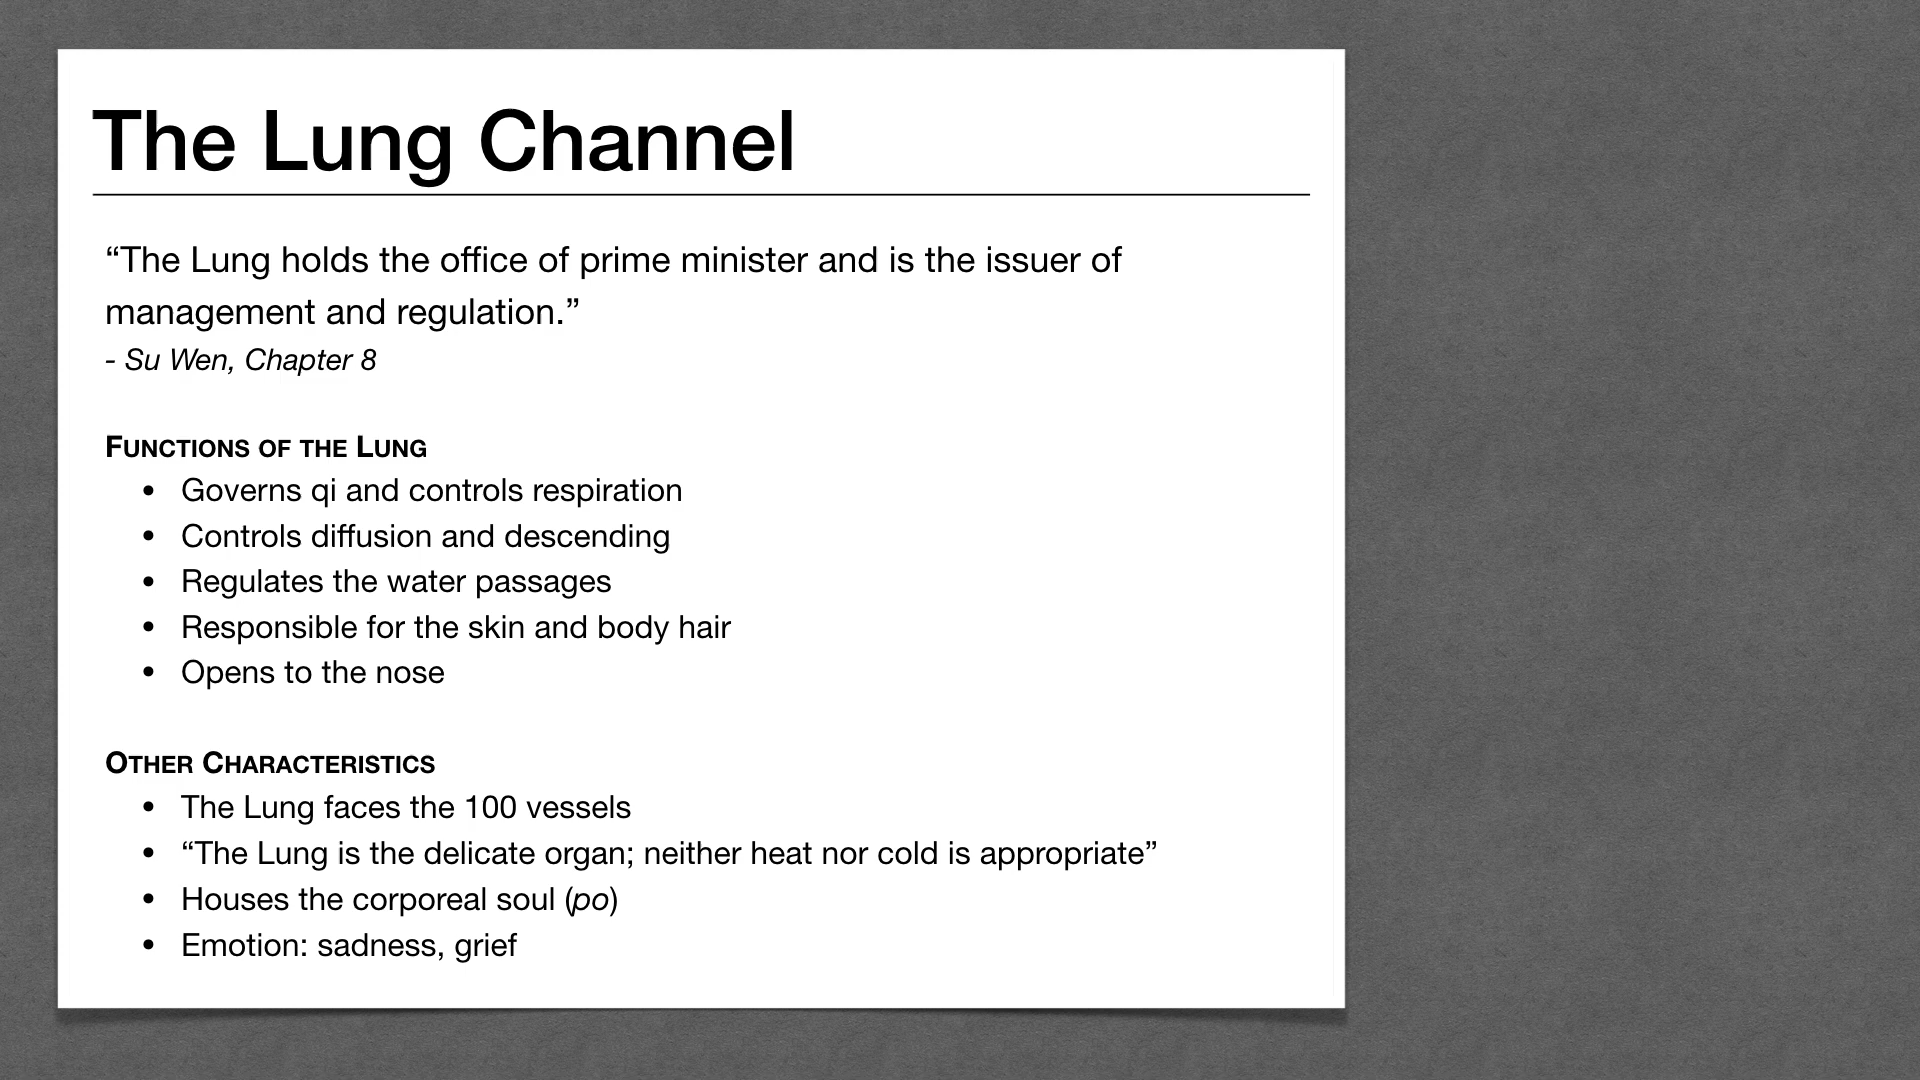 The Lung Channel
“The Lung holds the office of prime minister and is the issuer of
management and regulation.”
- Su Wen, Chapter 8
FUNCTIONS OF THE LUNG
• Governs qi and controls respiration
• Controls diffusion and descending
• Regulates the water passages
• Responsible for the skin and body hair
• Opens to the nose
OTHER CHARACTERISTICS
• The Lung faces the 100 vessels
• “The Lung is the delicate organ; neither heat nor cold is appropriate”
• Houses the corporeal soul (po)
• Emotion: sadness, grief